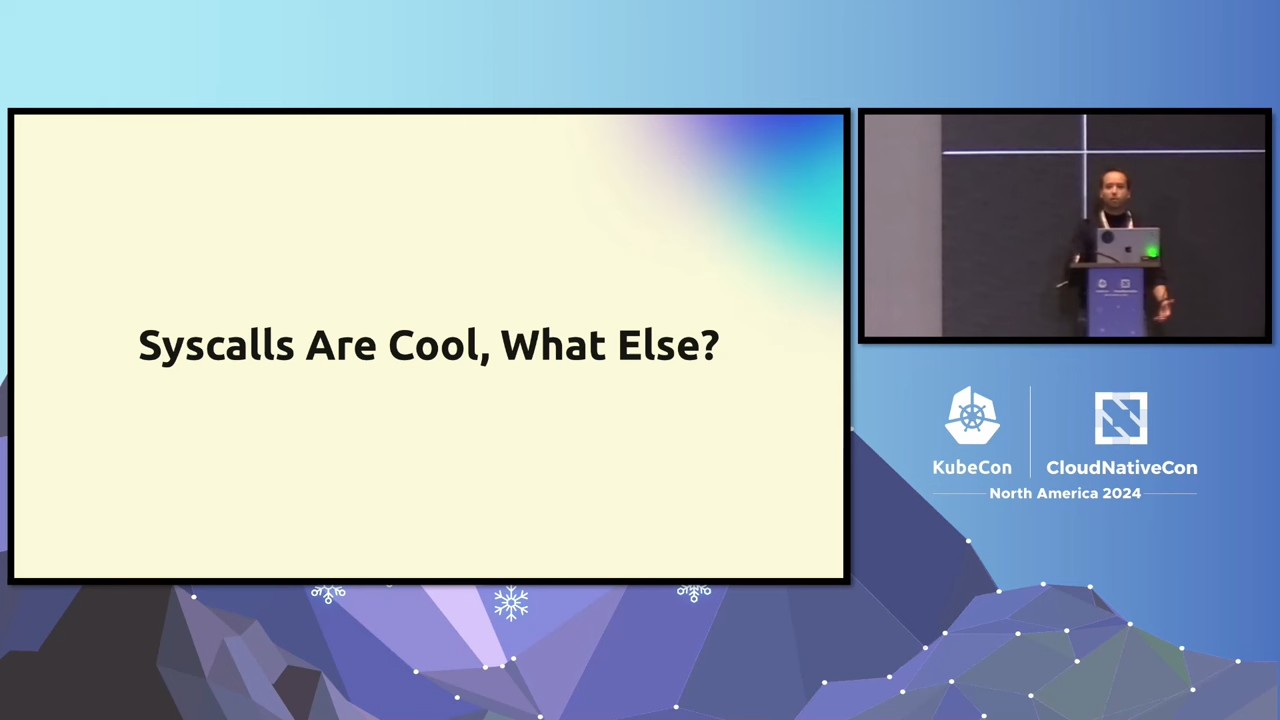 Syscalls Are Cool, What Else?
KubeCon
CloudNativeCon
North America 2024